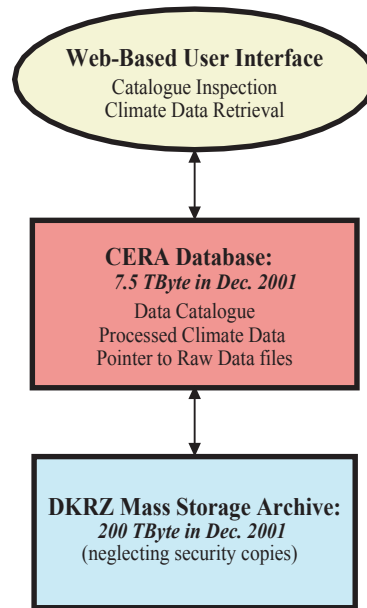 Web-Based User Interface
Catalogue Inspection
Climate Data Retrieval
CERA Database:
7.5 TByte in Dec. 2001
Data Catalogue
Processed Climate Data
Pointer to Raw Data files
DKRZ Mass Storage Archive:
200 TByte in Dec. 2001
(neglecting security copies)